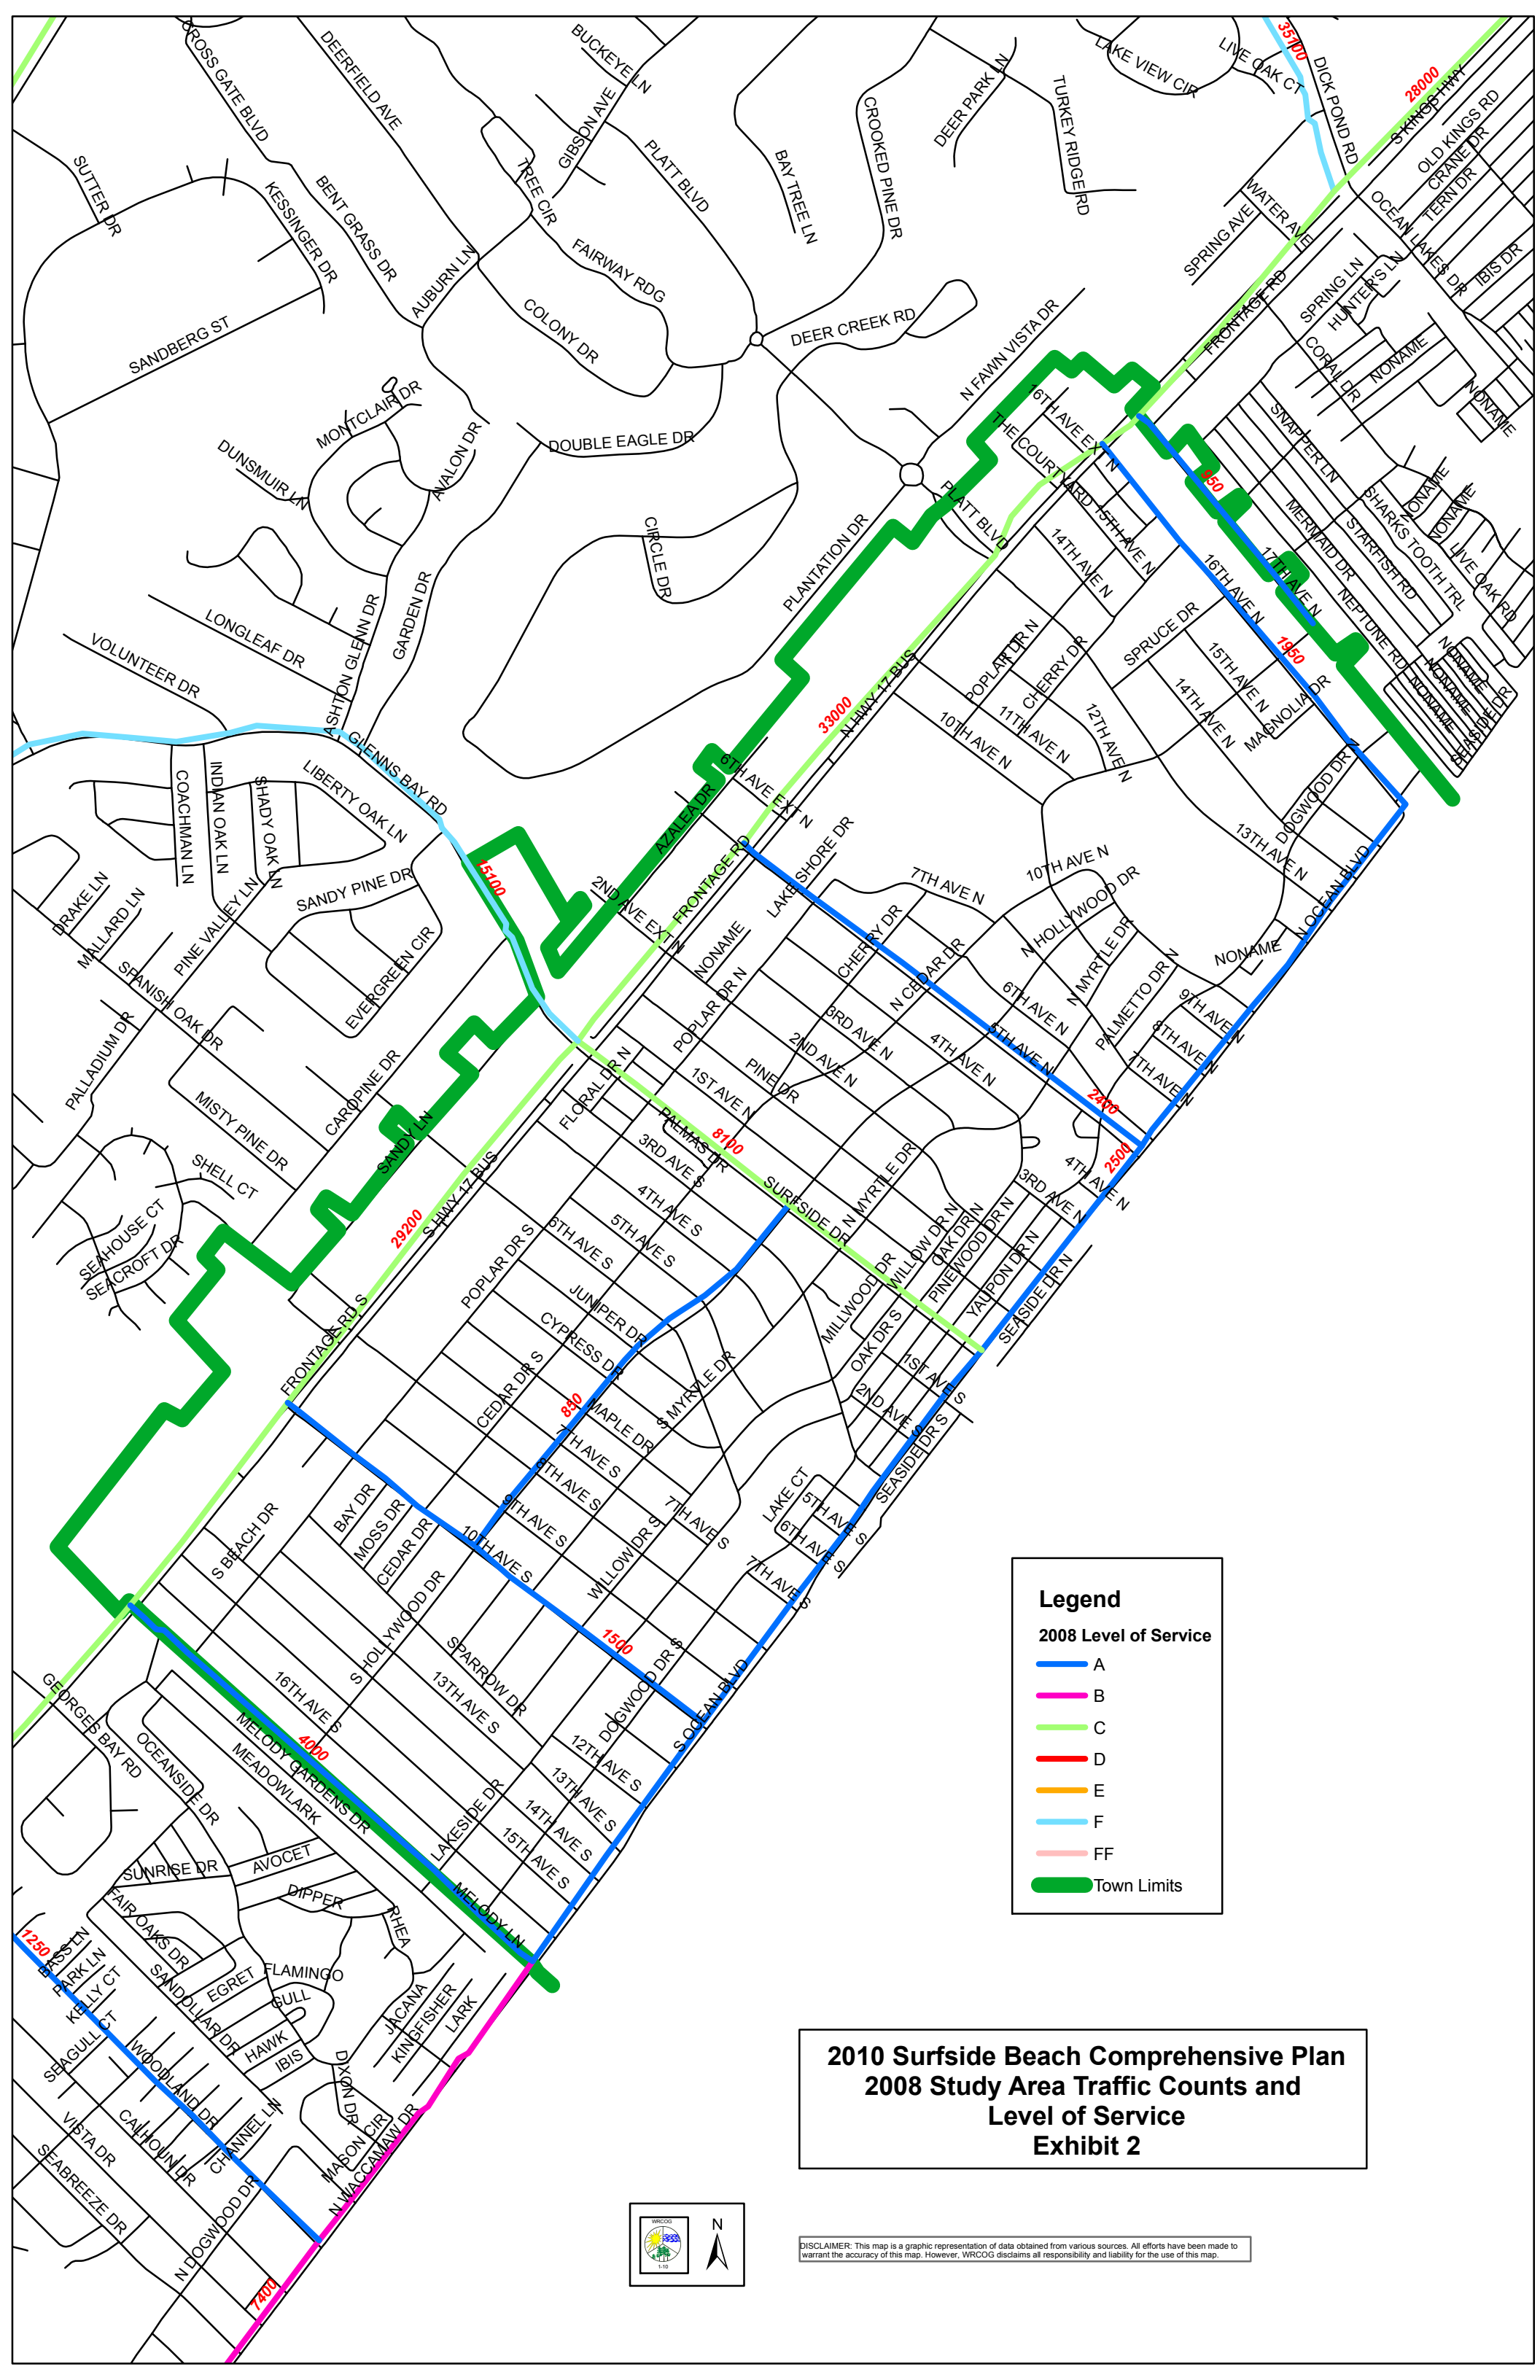 CROSS GATE BLVD
DEERFIELD AVE
BUCKEYE LN
GIBSON AVE
PLATT BLVD
DEER PARK LN
LAKE VIEW CIR
LIVE OAK CT
35100
DICK POND RD
28000
S KINGS HWY
OLD KINGS RD
CRANE DR
TERN DR
SUTTER DR
KESSINGER DR
BENT GRASS DR
TREE CIR
BAY TREE LN
CROOKED PINE DR
TURKEY RIDGE RD
WATER AVE
SPRING AVE
OCEAN LAKES DR
IBIS DR
AUBURN LN
FAIRWAY RDG
COLONY DR
DEER CREEK RD
N FAWN VISTA DR
FRONTAGE RD
SPRING LN
HUNTER'S LN
CORAL DR
NONAME
NONAME
SANDBERG ST
MONTCLAIR DR
DUNSMUIR LN
AVALON DR
DOUBLE EAGLE DR
16TH AVE EXT N
THE COURTYARD
15TH AVE N
PLATT BLVD
14TH AVE N
950
SNAPPER LN
MERMAID DR
SHARKS TOOTH TRL
STARFISH RD
NONAME
NONAME
LIVE OAK RD
CIRCLE DR
PLANTATION DR
16TH AVE N
17TH AVE N
NEPTUNE RD
NONAME
NONAME
NONAME
NONAME
SEASIDE DR
LONGLEAF DR
VOLUNTEER DR
ASHTON GLENN DR
GARDEN DR
GLENNS BAY RD
33000
N HWY 17 BUS
POPLAR DR N
CHERRY DR
SPRUCE DR
1950
15TH AVE N
14TH AVE N
MAGNOLIA DR
10TH AVE N
11TH AVE N
12TH AVE N
DOGWOOD DR N
13TH AVE N
N OCEAN BLVD
COACHMAN LN
INDIAN OAK LN
SHADY OAK LN
LIBERTY OAK LN
15100
SANDY PINE DR
AZALEA DR
6TH AVE EXT N
2ND AVE EXT N
FRONTAGE RD
LAKE SHORE DR
7TH AVE N
10TH AVE N
N HOLLYWOOD DR
CHERRY DR
N CEDAR DR
N MYRTLE DR
PALMETTO DR N
NONAME
DRAKE LN
MALLARD LN
PINE VALLEY LN
SPANISH OAK DR
EVERGREEN CIR
PALLADIUM DR
MISTY PINE DR
CAROPINE DR
SHELL CT
SEAHOUSE CT
SEACROFT DR
SANDY LN
NONAME
POPLAR DR N
3RD AVE N
2ND AVE N
4TH AVE N
5TH AVE N
6TH AVE N
9TH AVE N
8TH AVE N
7TH AVE N
2400
2500
FLORAL DR N
1ST AVE N
PINE DR
PALMAS DR
8100
3RD AVE S
4TH AVE S
5TH AVE S
6TH AVE S
SURFSIDE DR
N MYRTLE DR
3RD AVE N
4TH AVE N
WILLOW DR N
OAK DR N
PINEWOOD DR N
YAUPON DR N
SEASIDE DR N
29200
S HWY 17 BUS
FRONTAGE RD S
POPLAR DR S
JUNIPER DR
CYPRESS DR
CEDAR DR S
850
MAPLE DR
S MYRTLE DR
MILLWOOD DR
OAK DR S
1ST AVE S
2ND AVE S
SEASIDE DR S
7TH AVE S
8TH AVE S
9TH AVE S
10TH AVE S
7TH AVE S
LAKE CT
5TH AVE S
6TH AVE S
7TH AVE S
BAY DR
MOSS DR
CEDAR DR
S BEACH DR
S HOLLYWOOD DR
WILLOW DR S
1500
SPARROW DR
13TH AVE S
16TH AVE S
DOGWOOD DR S
S OCEAN BLVD
12TH AVE S
13TH AVE S
14TH AVE S
15TH AVE S
LAKESIDE DR
4000
MELODY GARDENS DR
MEADOWLARK
MELODY LN
GEORGES BAY RD
OCEANSIDE DR
SUNRISE DR
AVOCET
DIPPER
RHEA
FAIR OAKS DR
1250
BASS LN
PARK LN
KELLY CT
SEAGULL CT
SANDOLLAR DR
EGRET
FLAMINGO
GULL
HAWK
IBIS
JACANA
KINGFISHER
LARK
DIXON DR
WOODLAND DR
VISTA DR
CALHOUN DR
CHANNEL LN
MASON CIR
N WACCAMAW DR
SEABREEZE DR
N DOGWOOD DR
7400
Legend
2008 Level of Service
A
B
C
D
E
F
FF
Town Limits
2010 Surfside Beach Comprehensive Plan
2008 Study Area Traffic Counts and
Level of Service
Exhibit 2
WRCOG
1-10
N
DISCLAIMER: This map is a graphic representation of data obtained from various sources. All efforts have been made to
warrant the accuracy of this map. However, WRCOG disclaims all responsibility and liability for the use of this map.